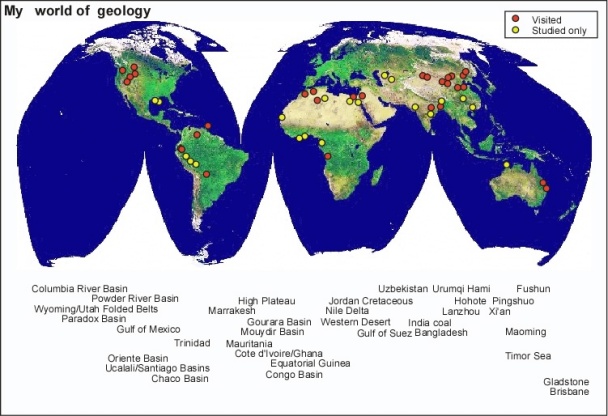 My world of geology
Visited
Studied only
Columbia River Basin
Powder River Basin
Wyoming/Utah Folded Belts
Paradox Basin
Gulf of Mexico
Trinidad
Oriente Basin
Ucalali/Santiago Basins
Chaco Basin
High Plateau
Marrakesh
Gourara Basin
Mouydir Basin
Mauritania
Cote d'Ivoire/Ghana
Equatorial Guinea
Congo Basin
Jordan Cretaceous
Nile Delta
Western Desert
Gulf of Suez
Uzbekistan
India coal
Bangladesh
Urumqi Hami
Hohote
Lanzhou
Pingshuo
Xi'an
Fushun
Maoming
Timor Sea
Gladstone
Brisbane